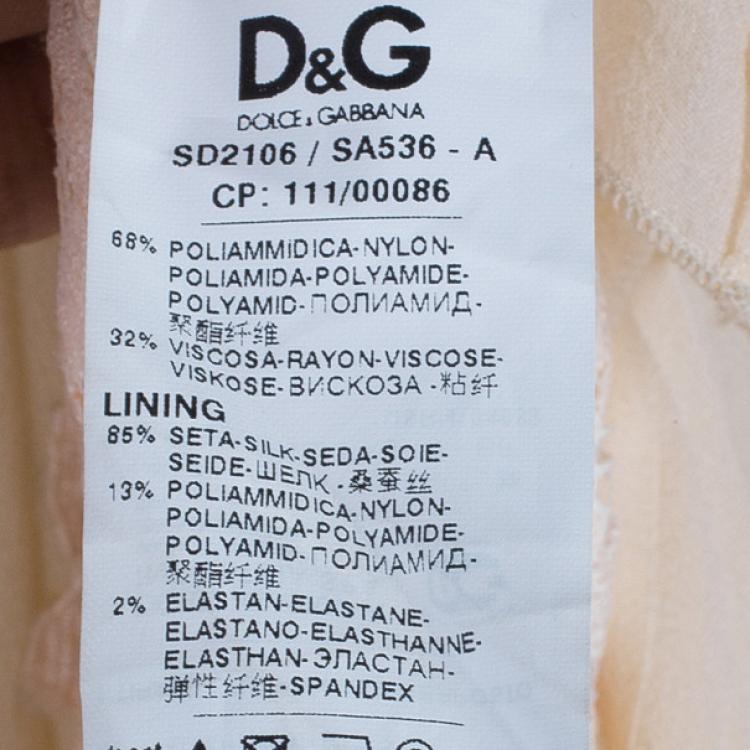 D&G
DOLCE & GABBANA
SD2106 / SA536 - A
CP: 111/00086
68% POLIAMMIDICA-NYLON-
POLIAMIDA-POLYAMIDE-
POLYAMID-ПОЛИАМИД-
聚酯纤维
32% VISCOSA-RAYON-VISCOSE-
VISKOSE-ВИСКОЗА-粘纤
LINING
85% SETA-SILK-SEDA-SOIE-
SEIDE-ШЕЛК-桑蚕丝
13% POLIAMMIDICA-NYLON-
POLIAMIDA-POLYAMIDE-
POLYAMID-ПОЛИАМИД-
聚酯纤维
2% ELASTAN-ELASTANE-
ELASTANO-ELASTHANNE-
ELASTHAN-ЭЛАСТАН-
弹性纤维-SPANDEX